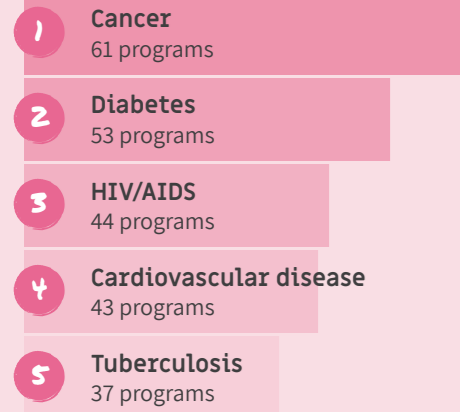 1
Cancer
61 programs
2
Diabetes
53 programs
3
HIV/AIDS
44 programs
4
Cardiovascular disease
43 programs
5
Tuberculosis
37 programs